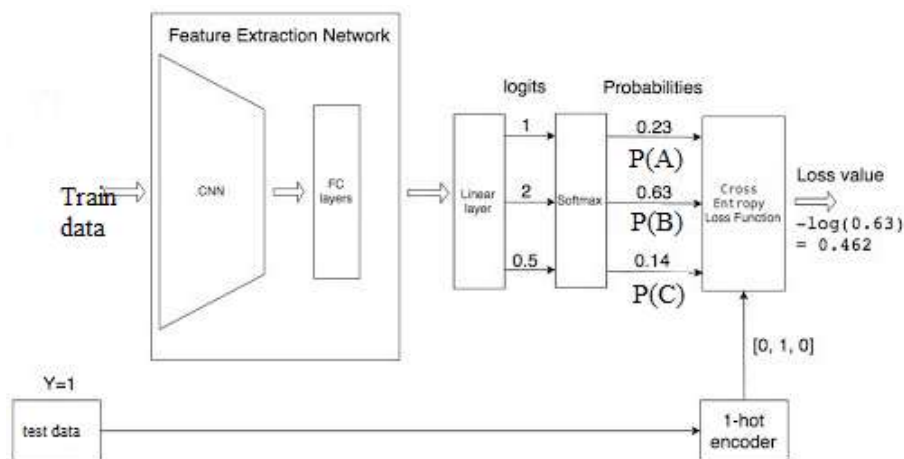 Feature Extraction Network
logits
Probabilities
1
0.23
P(A)
Train
data
CNN
FC
layers
Linear
layer
2
Softmax
0.63
P(B)
Cross
Entropy
Loss Function
Loss value
-log(0.63)
= 0.462
0.5
0.14
P(C)
[0, 1, 0]
Y=1
test data
1-hot
encoder